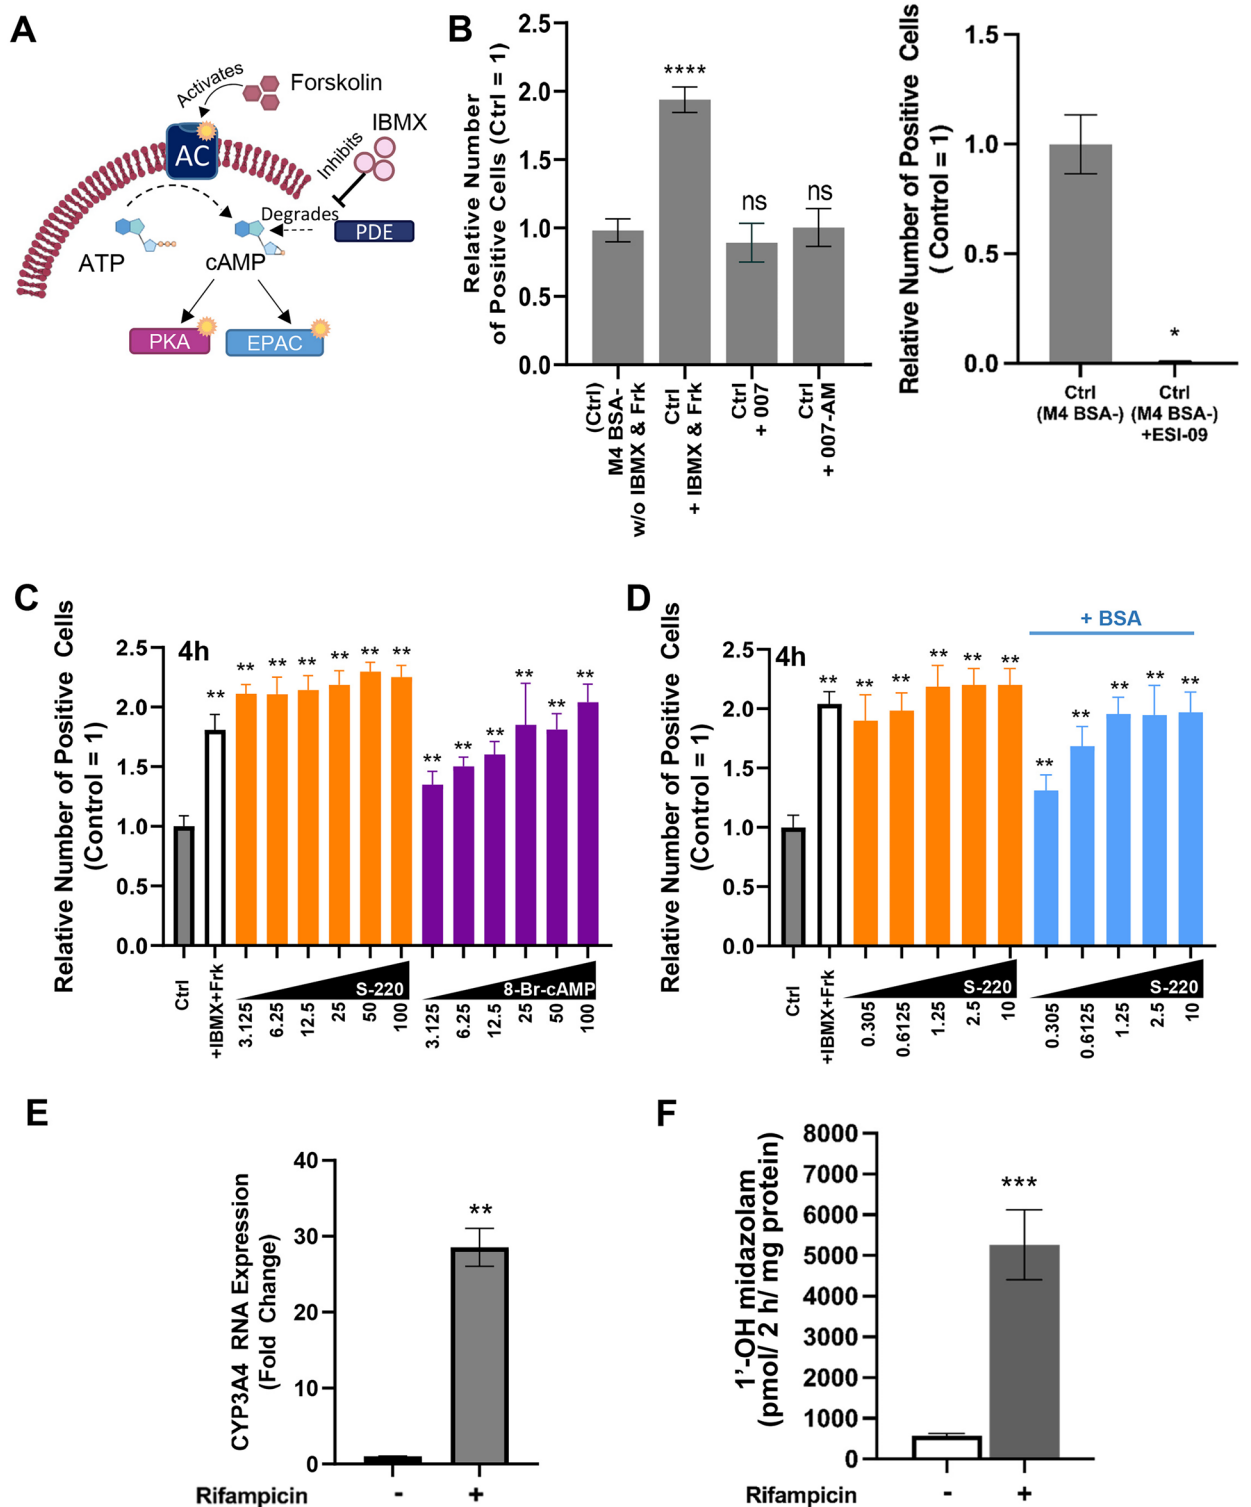 A
Activates
Forskolin
AC
IBMX
Inhibits
Degrades
PDE
ATP
cAMP
PKA
EPAC
B
Relative Number
of Positive Cells (Ctrl = 1)
2.5
2.0
1.5
1.0
0.5
0.0
****
ns
ns
(Ctrl)
M4 BSA-
w/o IBMX & Frk
Ctrl
+ IBMX & Frk
Ctrl
+ 007
Ctrl
+ 007-AM
Relative Number of Positive Cells
( Control = 1)
1.5
1.0
0.5
0.0
*
Ctrl
(M4 BSA-)
Ctrl
(M4 BSA-)
+ESI-09
C
Relative Number of Positive Cells
(Control = 1)
4h
2.5
2.0
1.5
1.0
0.5
0.0
** ** ** ** ** ** ** ** ** ** ** ** **
Ctrl
+IBMX+Frk
S-220
3.125
6.25
12.5
25
50
100
8-Br-cAMP
3.125
6.25
12.5
25
50
100
D
Relative Number of Positive Cells
(Control = 1)
4h
+ BSA
2.5
2.0
1.5
1.0
0.5
0.0
** ** ** ** ** ** ** ** ** ** **
Ctrl
+IBMX+Frk
S-220
0.305
0.6125
1.25
2.5
10
S-220
0.305
0.6125
1.25
2.5
10
E
CYP3A4 RNA Expression
(Fold Change)
40
30
20
10
0
**
Rifampicin - +
F
1'-OH midazolam
(pmol/ 2 h/ mg protein)
8000
7000
6000
5000
4000
3000
2000
1000
0
***
Rifampicin - +